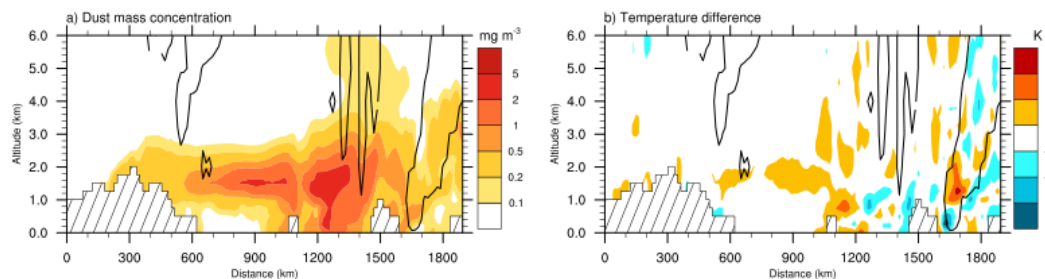 a) Dust mass concentration
mg m⁻³
6.0
5.0
4.0
3.0
2.0
1.0
0.0
Altitude (km)
0 300 600 900 1200 1500 1800
Distance (km)
5
2
1
0.5
0.2
0.1
b) Temperature difference
K
6.0
5.0
4.0
3.0
2.0
1.0
0.0
Altitude (km)
0 300 600 900 1200 1500 1800
Distance (km)